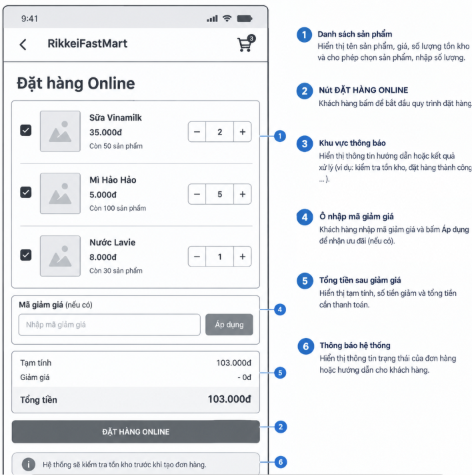 9:41
RikkeiFastMart
3
Đặt hàng Online
Sữa Vinamilk
35.000đ
Còn 50 sản phẩm
− 2 +
1
Mì Hảo Hảo
5.000đ
Còn 100 sản phẩm
− 5 +
Nước Lavie
8.000đ
Còn 30 sản phẩm
− 1 +
Mã giảm giá (nếu có)
Nhập mã giảm giá
Áp dụng
4
Tạm tính 103.000đ
Giảm giá - 0đ
5
Tổng tiền 103.000đ
ĐẶT HÀNG ONLINE
2
i Hệ thống sẽ kiểm tra tồn kho trước khi tạo đơn hàng.
6
1 Danh sách sản phẩm
Hiển thị tên sản phẩm, giá, số lượng tồn kho
và cho phép chọn sản phẩm, nhập số lượng.
2 Nút ĐẶT HÀNG ONLINE
Khách hàng bấm để bắt đầu quy trình đặt hàng
3 Khu vực thông báo
Hiển thị thông tin hướng dẫn hoặc kết quả
xử lý (ví dụ: kiểm tra tồn kho, đặt hàng thành công
... ).
4 Ô nhập mã giảm giá
Khách hàng nhập mã giảm giá và bấm Áp dụng
để nhận ưu đãi (nếu có).
5 Tổng tiền sau giảm giá
Hiển thị tạm tính, số tiền giảm và tổng tiền
cần thanh toán.
6 Thông báo hệ thống
Hiển thị thông tin trạng thái của đơn hàng
hoặc hướng dẫn cho khách hàng.